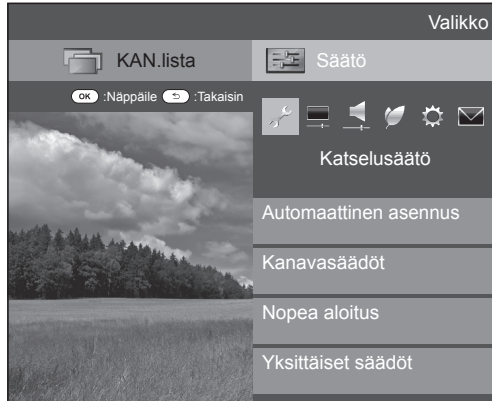 Valikko
KAN.lista
Säätö
OK :Näppäile :Takaisin
Katselusäätö
Automaattinen asennus
Kanavasäädöt
Nopea aloitus
Yksittäiset säädöt